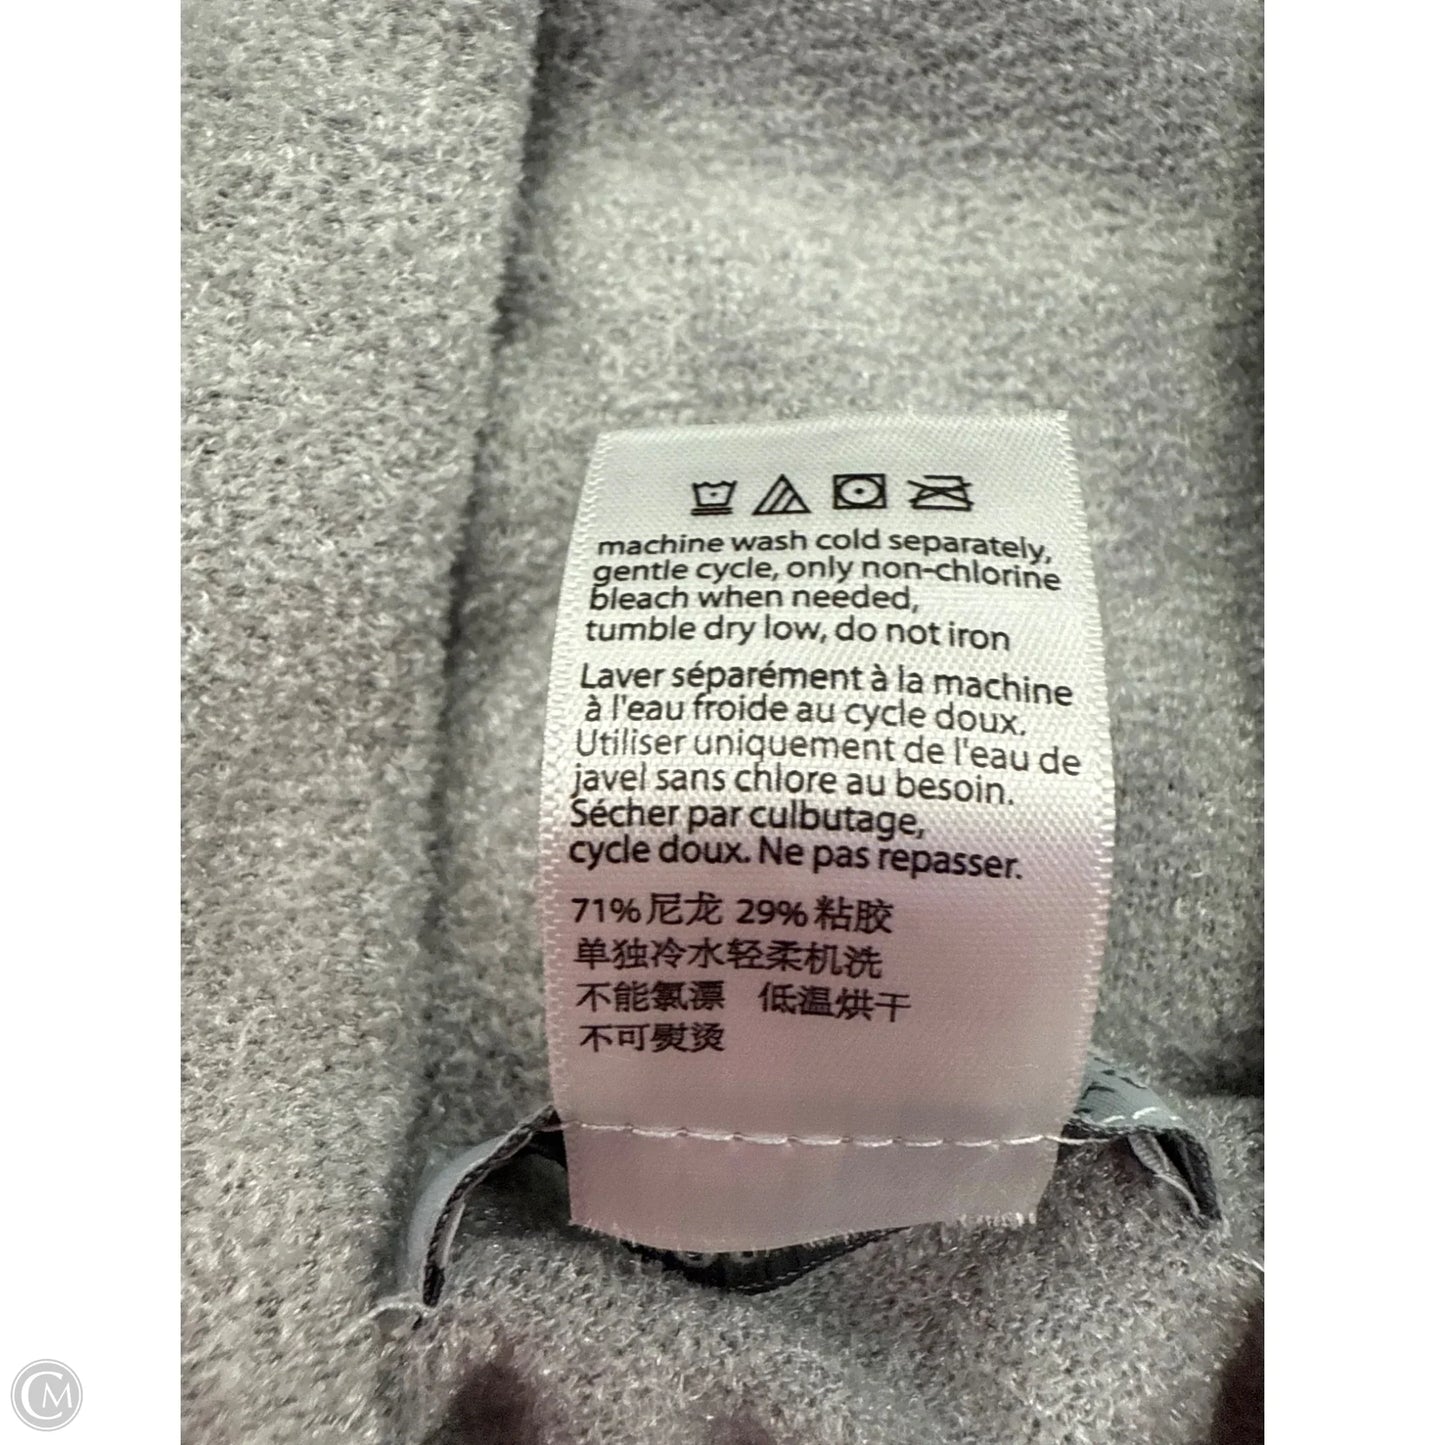 machine wash cold separately,
gentle cycle, only non-chlorine
bleach when needed,
tumble dry low, do not iron
Laver séparément à la machine
à l'eau froide au cycle doux.
Utiliser uniquement de l'eau de
javel sans chlore au besoin.
Sécher par culbutage,
cycle doux. Ne pas repasser.
71%尼龙 29%粘胶
单独冷水轻柔机洗
不能氯漂 低温烘干
不可熨烫
CM